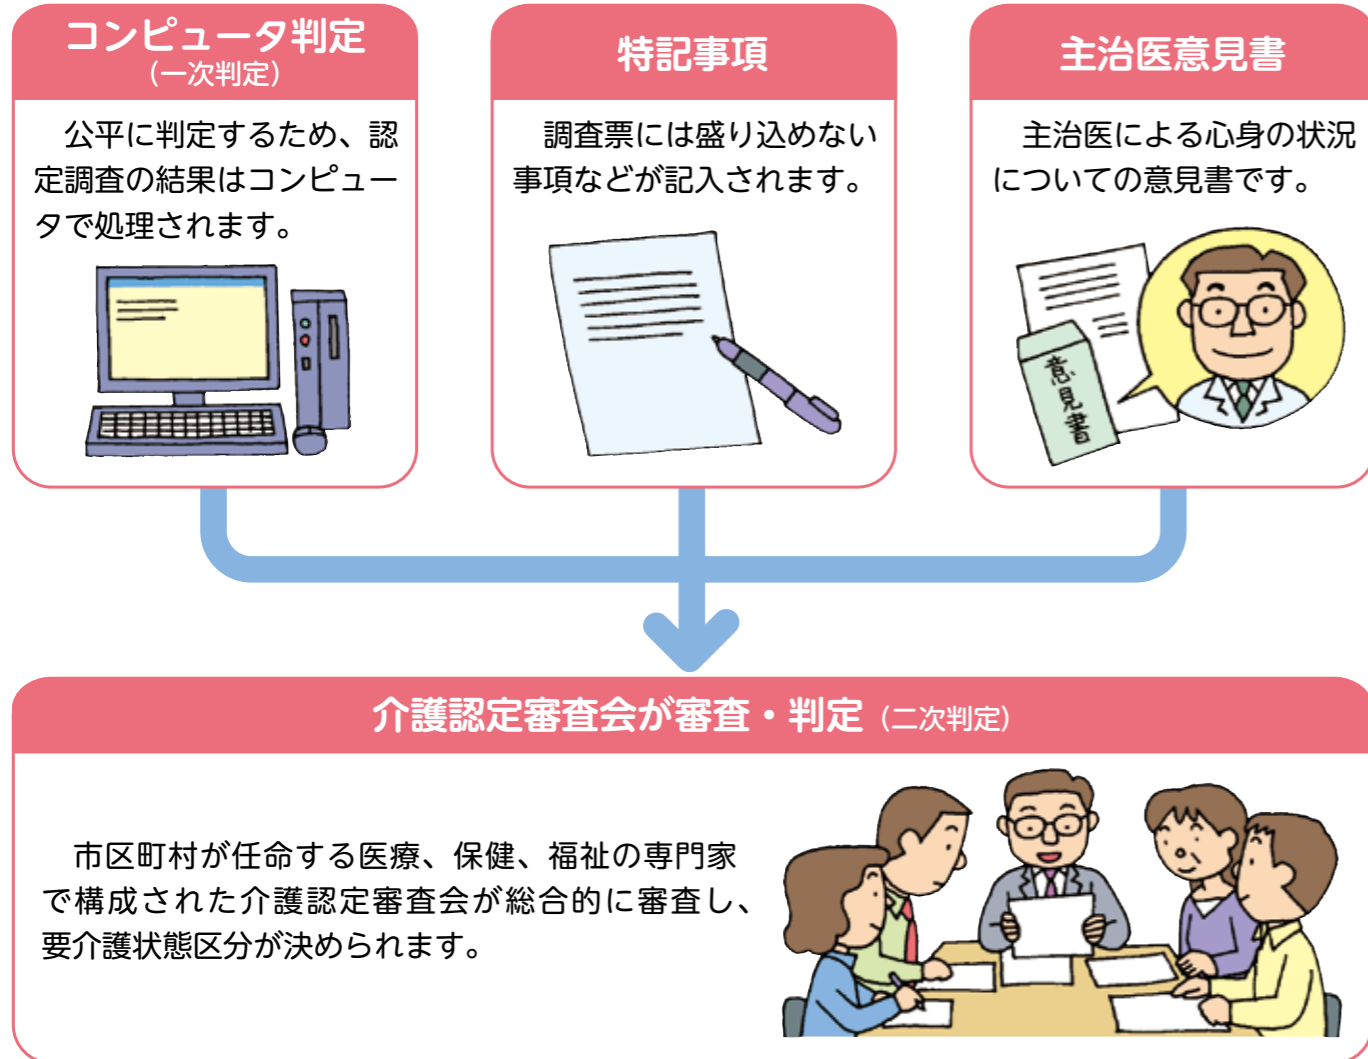 コンピュータ判定
(一次判定)
公平に判定するため、認
定調査の結果はコンピュー
タで処理されます。
特記事項
調査票には盛り込めない
事項などが記入されます。
主治医意見書
主治医による心身の状況
についての意見書です。
意見書
介護認定審査会が審査・判定(二次判定)
市区町村が任命する医療、保健、福祉の専門家
で構成された介護認定審査会が総合的に審査し、
要介護状態区分が決められます。